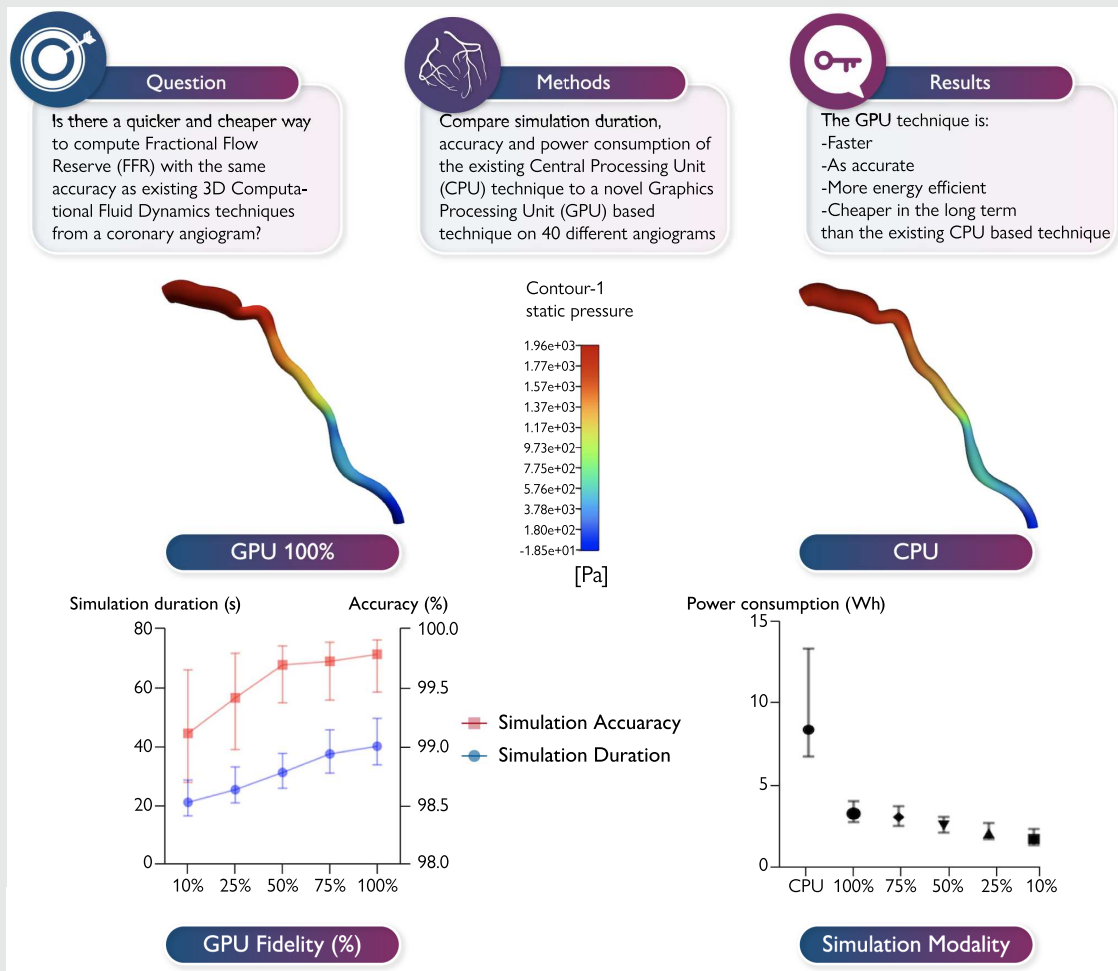 Question
Is there a quicker and cheaper way
to compute Fractional Flow
Reserve (FFR) with the same
accuracy as existing 3D Computa-
tional Fluid Dynamics techniques
from a coronary angiogram?
Methods
Compare simulation duration,
accuracy and power consumption of
the existing Central Processing Unit
(CPU) technique to a novel Graphics
Processing Unit (GPU) based
technique on 40 different angiograms
Results
The GPU technique is:
-Faster
-As accurate
-More energy efficient
-Cheaper in the long term
than the existing CPU based technique
GPU 100%
Contour-1
static pressure
1.96e+03
1.77e+03
1.57e+03
1.37e+03
1.17e+03
9.73e+02
7.75e+02
5.76e+02
3.78e+03
1.80e+02
-1.85e+01
[Pa]
CPU
Simulation duration (s)
Accuracy (%)
80
60
40
20
0
100.0
99.5
99.0
98.5
98.0
10% 25% 50% 75% 100%
GPU Fidelity (%)
Simulation Accuaracy
Simulation Duration
Power consumption (Wh)
15
10
5
0
CPU 100% 75% 50% 25% 10%
Simulation Modality